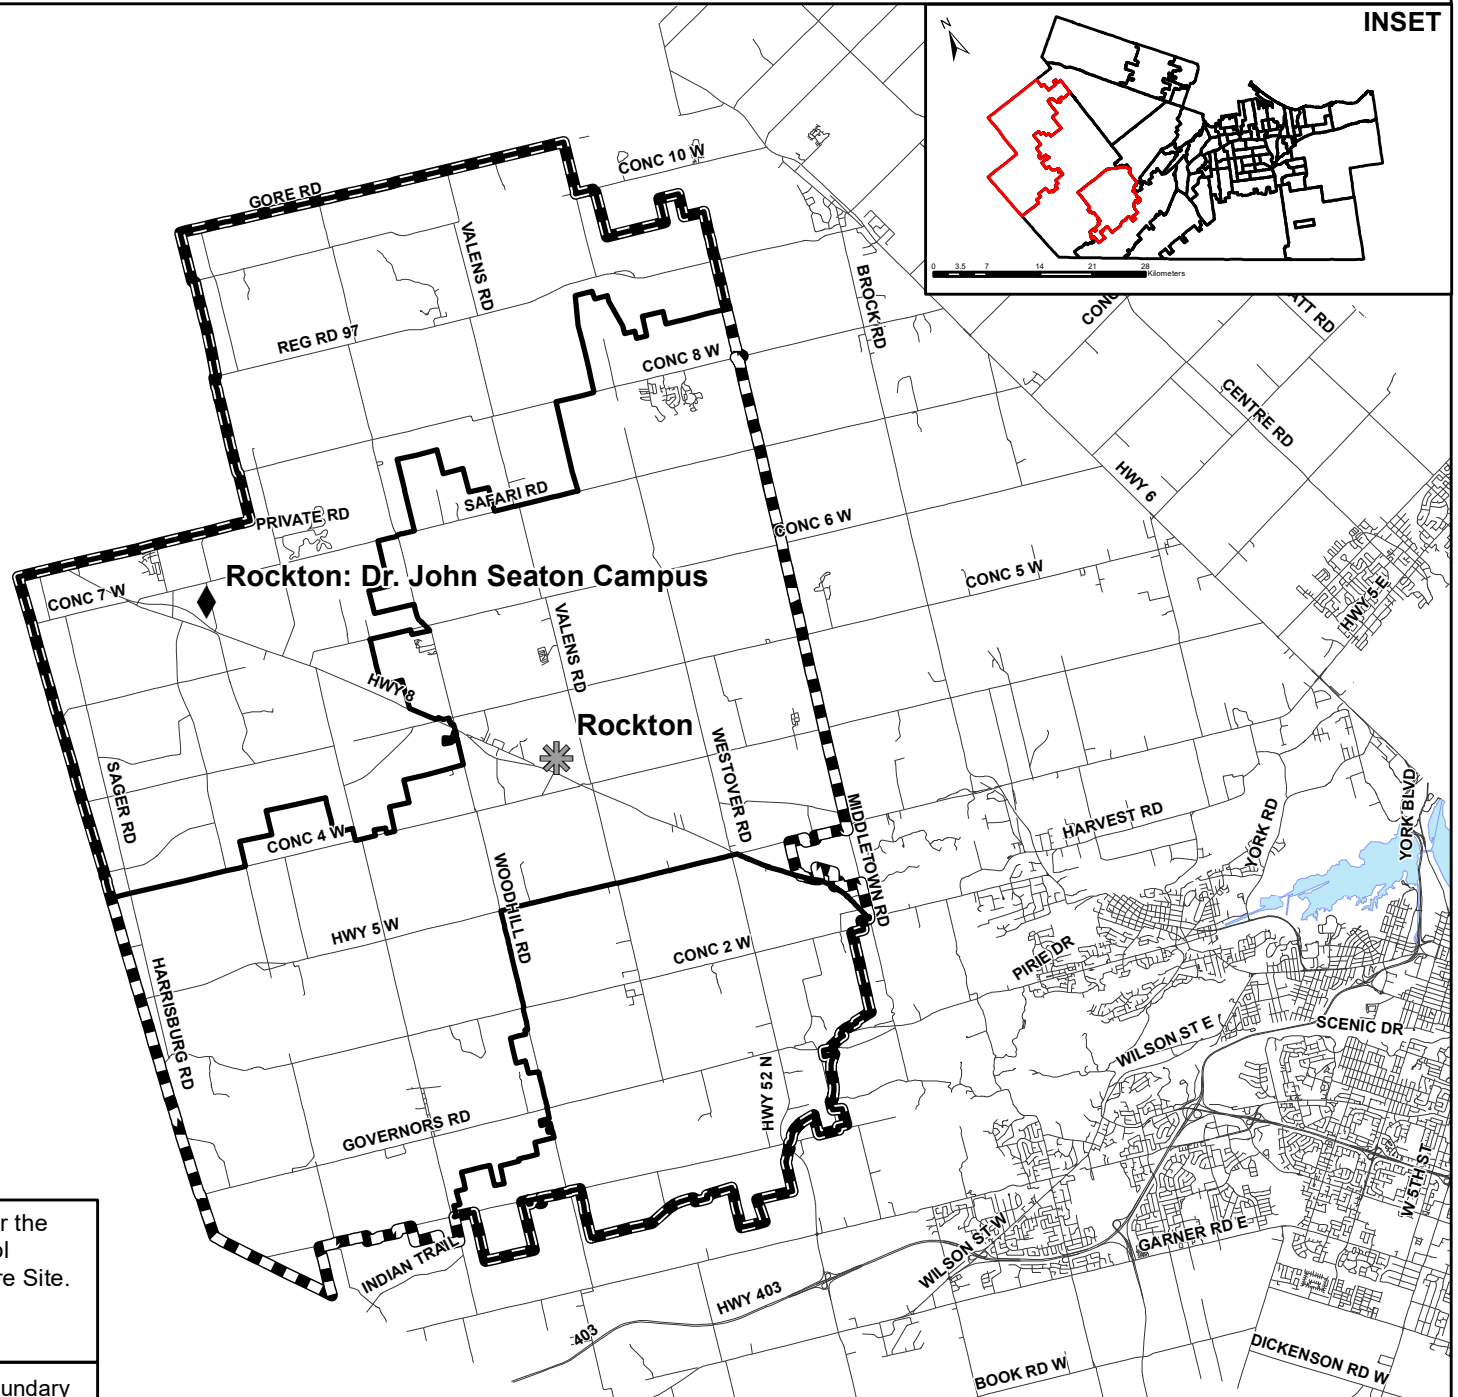 INSET
N
0 3.5 7 14 21 28
Kilometers
CONC 10 W
GORE RD
VALENS RD
BROCK RD
REG RD 97
CONC 8 W
CONC
ATT RD
CENTRE RD
HWY 6
SAFARI RD
PRIVATE RD
CONC 6 W
Rockton: Dr. John Seaton Campus
CONC 7 W
CONC 5 W
HWY 5 E
VALENS RD
HWY 8
Rockton
WESTOVER RD
SAGER RD
MIDDLETOWN RD
HARVEST RD
YORK RD
YORK BLVD
CONC 4 W
WOODHILL RD
HWY 5 W
CONC 2 W
PIRIE DR
HARRISBURG RD
SCENIC DR
WILSON ST E
HWY 52 N
GOVERNORS RD
W 5TH ST
GARNER RD E
WILSON ST W
INDIAN TRAIL
HWY 403
403
BOOK RD W
DICKENSON RD W
r the
ol
re Site.
undary